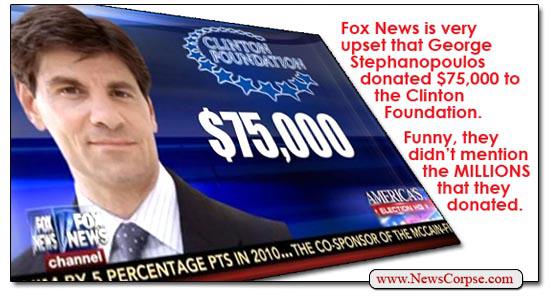 Fox News is very
upset that George
Stephanopoulos
donated $75,000 to
the Clinton
Foundation.
Funny, they
didn't mention
the MILLIONS
that they
donated.
CLINTON
FOUNDATION
$75,000
AMERICA'S
ELECTION HQ
FOX
NEWS
FOX
NEWS
channel
BY 5 PERCENTAGE PTS IN 2010...THE CO-SPONSOR OF THE MCCAIN-F
www.NewsCorpse.com